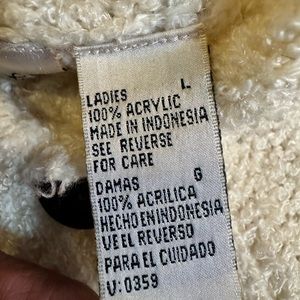 LADIES L
100% ACRYLIC
MADE IN INDONESIA
SEE REVERSE
FOR CARE
DAMAS G
100% ACRILICA
HECHO EN INDONESIA
VE EL REVERSO
PARA EL CUIDADO
V:0359